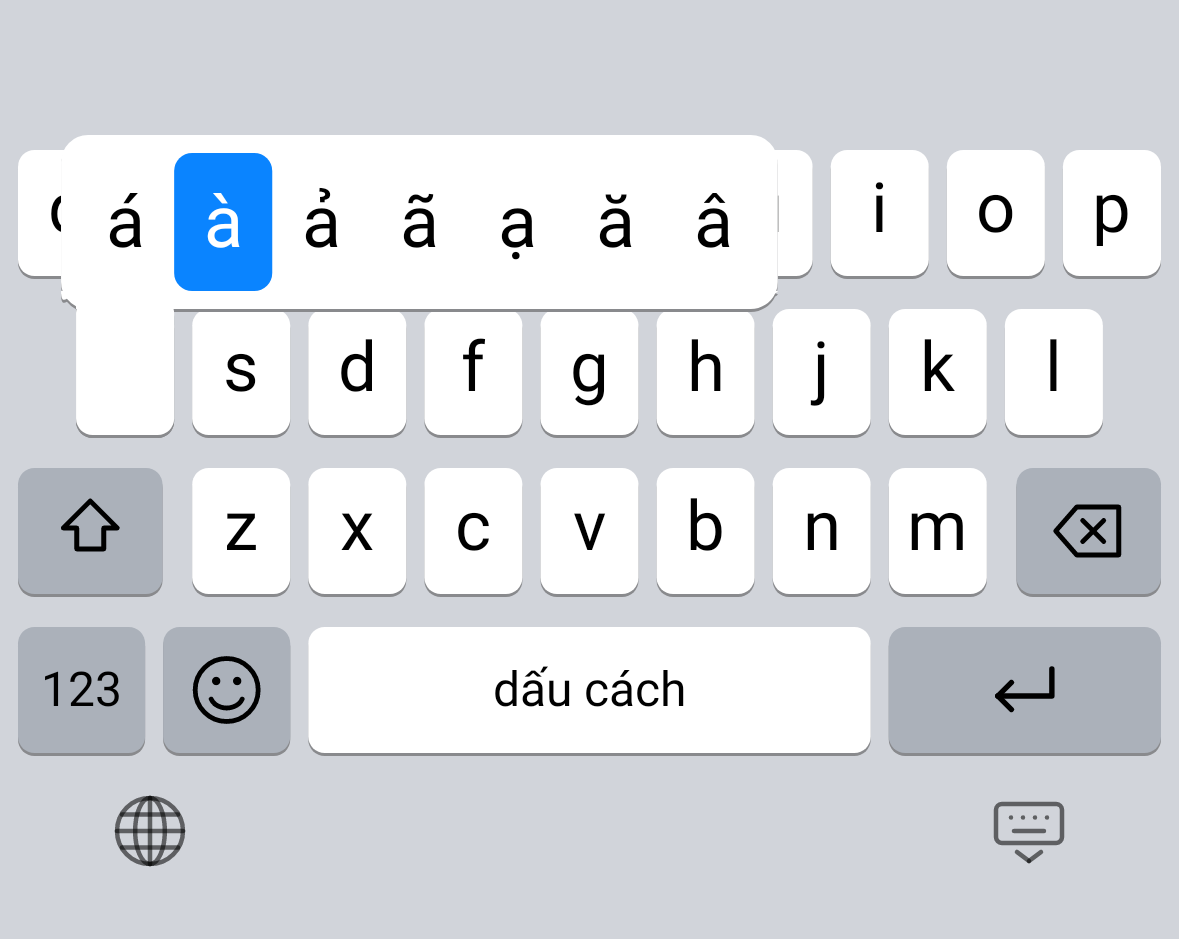 á à ả ã ạ ă â i o p
s d f g h j k l
z x c v b n m
123 dấu cách